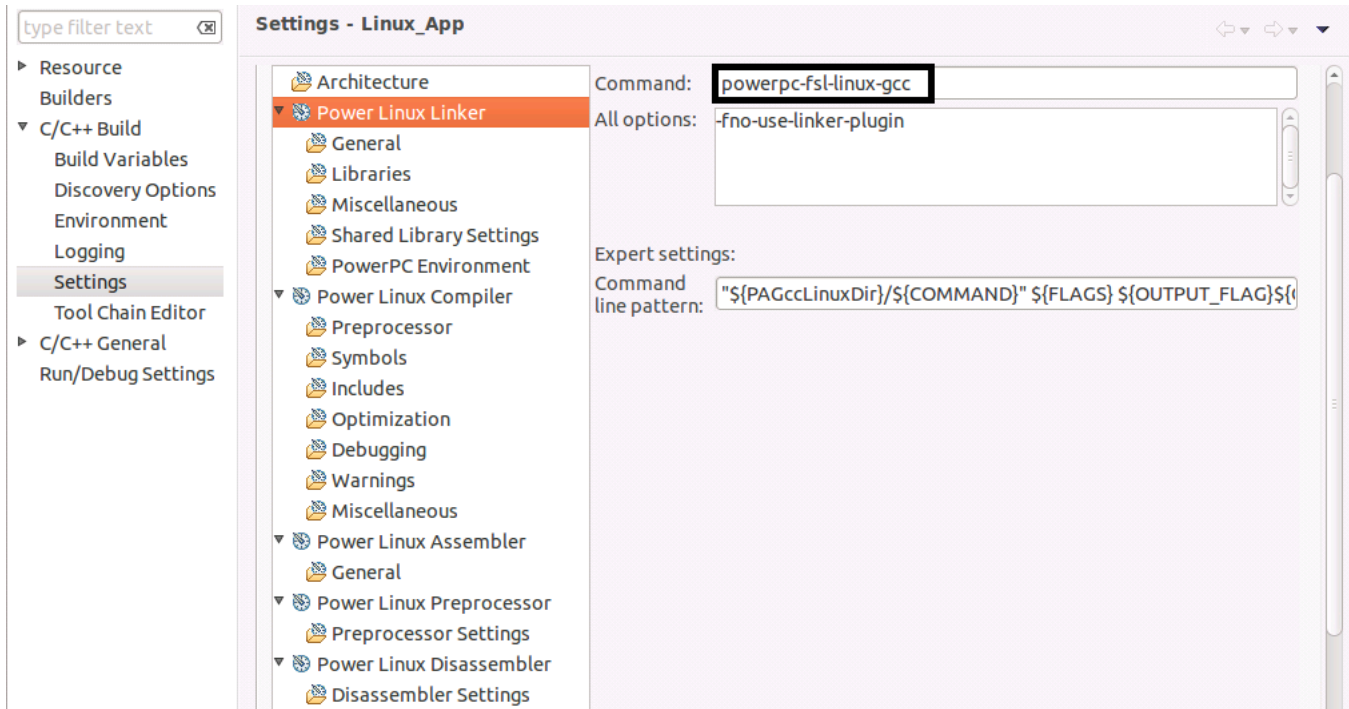 type filter text
Resource
Builders
C/C++ Build
Build Variables
Discovery Options
Environment
Logging
Settings
Tool Chain Editor
C/C++ General
Run/Debug Settings
Settings - Linux_App
Architecture
Power Linux Linker
General
Libraries
Miscellaneous
Shared Library Settings
PowerPC Environment
Power Linux Compiler
Preprocessor
Symbols
Includes
Optimization
Debugging
Warnings
Miscellaneous
Power Linux Assembler
General
Power Linux Preprocessor
Preprocessor Settings
Power Linux Disassembler
Disassembler Settings
Command: powerpc-fsl-linux-gcc
All options: -fno-use-linker-plugin
Expert settings:
Command
line pattern: "${PAGccLinuxDir}/${COMMAND}" ${FLAGS} ${OUTPUT_FLAG}${